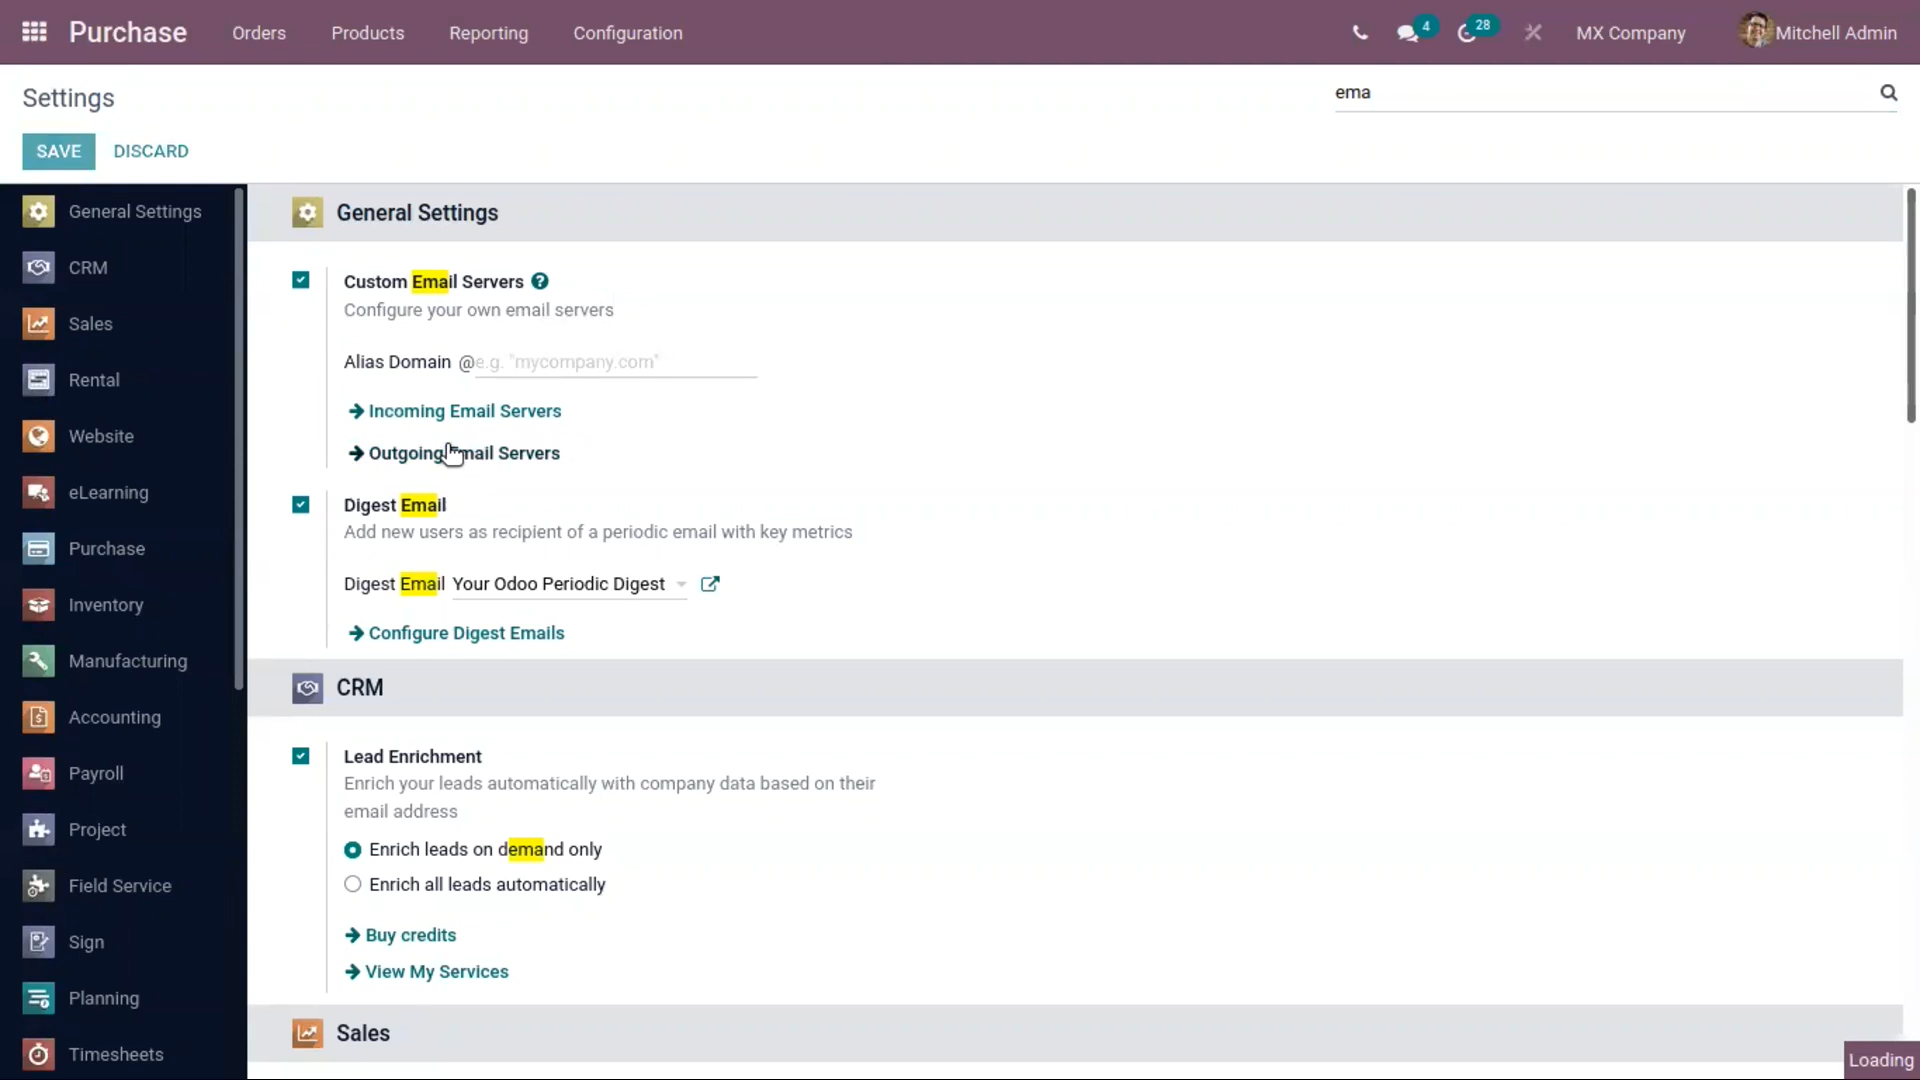 Purchase Orders Products Reporting Configuration 4 28 MX Company Mitchell Admin
Settings
ema
SAVE DISCARD
General Settings
CRM
Sales
Rental
Website
eLearning
Purchase
Inventory
Manufacturing
Accounting
Payroll
Project
Field Service
Sign
Planning
Timesheets
General Settings
Custom Email Servers ?
Configure your own email servers
Alias Domain @e.g. "mycompany.com"
Incoming Email Servers
Outgoing Email Servers
Digest Email
Add new users as recipient of a periodic email with key metrics
Digest Email Your Odoo Periodic Digest
Configure Digest Emails
CRM
Lead Enrichment
Enrich your leads automatically with company data based on their
email address
Enrich leads on demand only
Enrich all leads automatically
Buy credits
View My Services
Sales
Loading